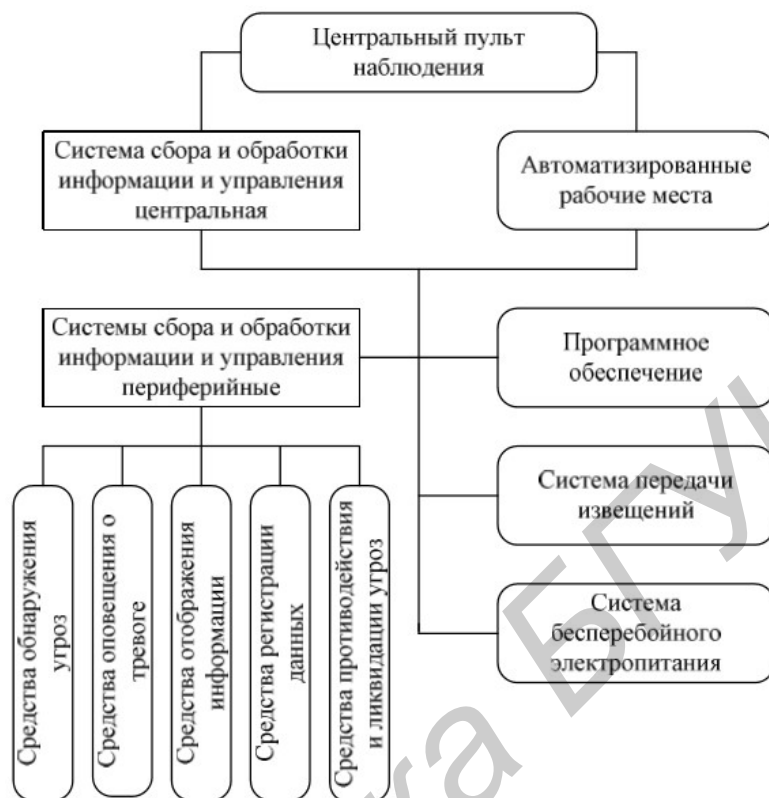 Центральный пульт
наблюдения
Система сбора и обработки
информации и управления
центральная
Автоматизированные
рабочие места
Системы сбора и обработки
информации и управления
периферийные
Программное
обеспечение
Система передачи
извещений
Система
бесперебойного
электропитания
Средства обнаружения
угроз
Средства оповещения о
тревоге
Средства отображения
информации
Средства регистрации
данных
Средства противодействия
и ликвидации угроз